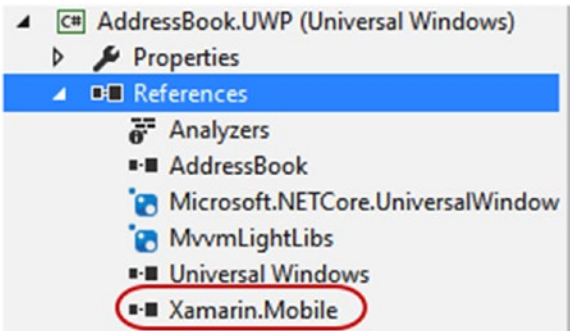 C# AddressBook.UWP (Universal Windows)
Properties
References
Analyzers
AddressBook
Microsoft.NETCore.UniversalWindow
MvvmLightLibs
Universal Windows
Xamarin.Mobile